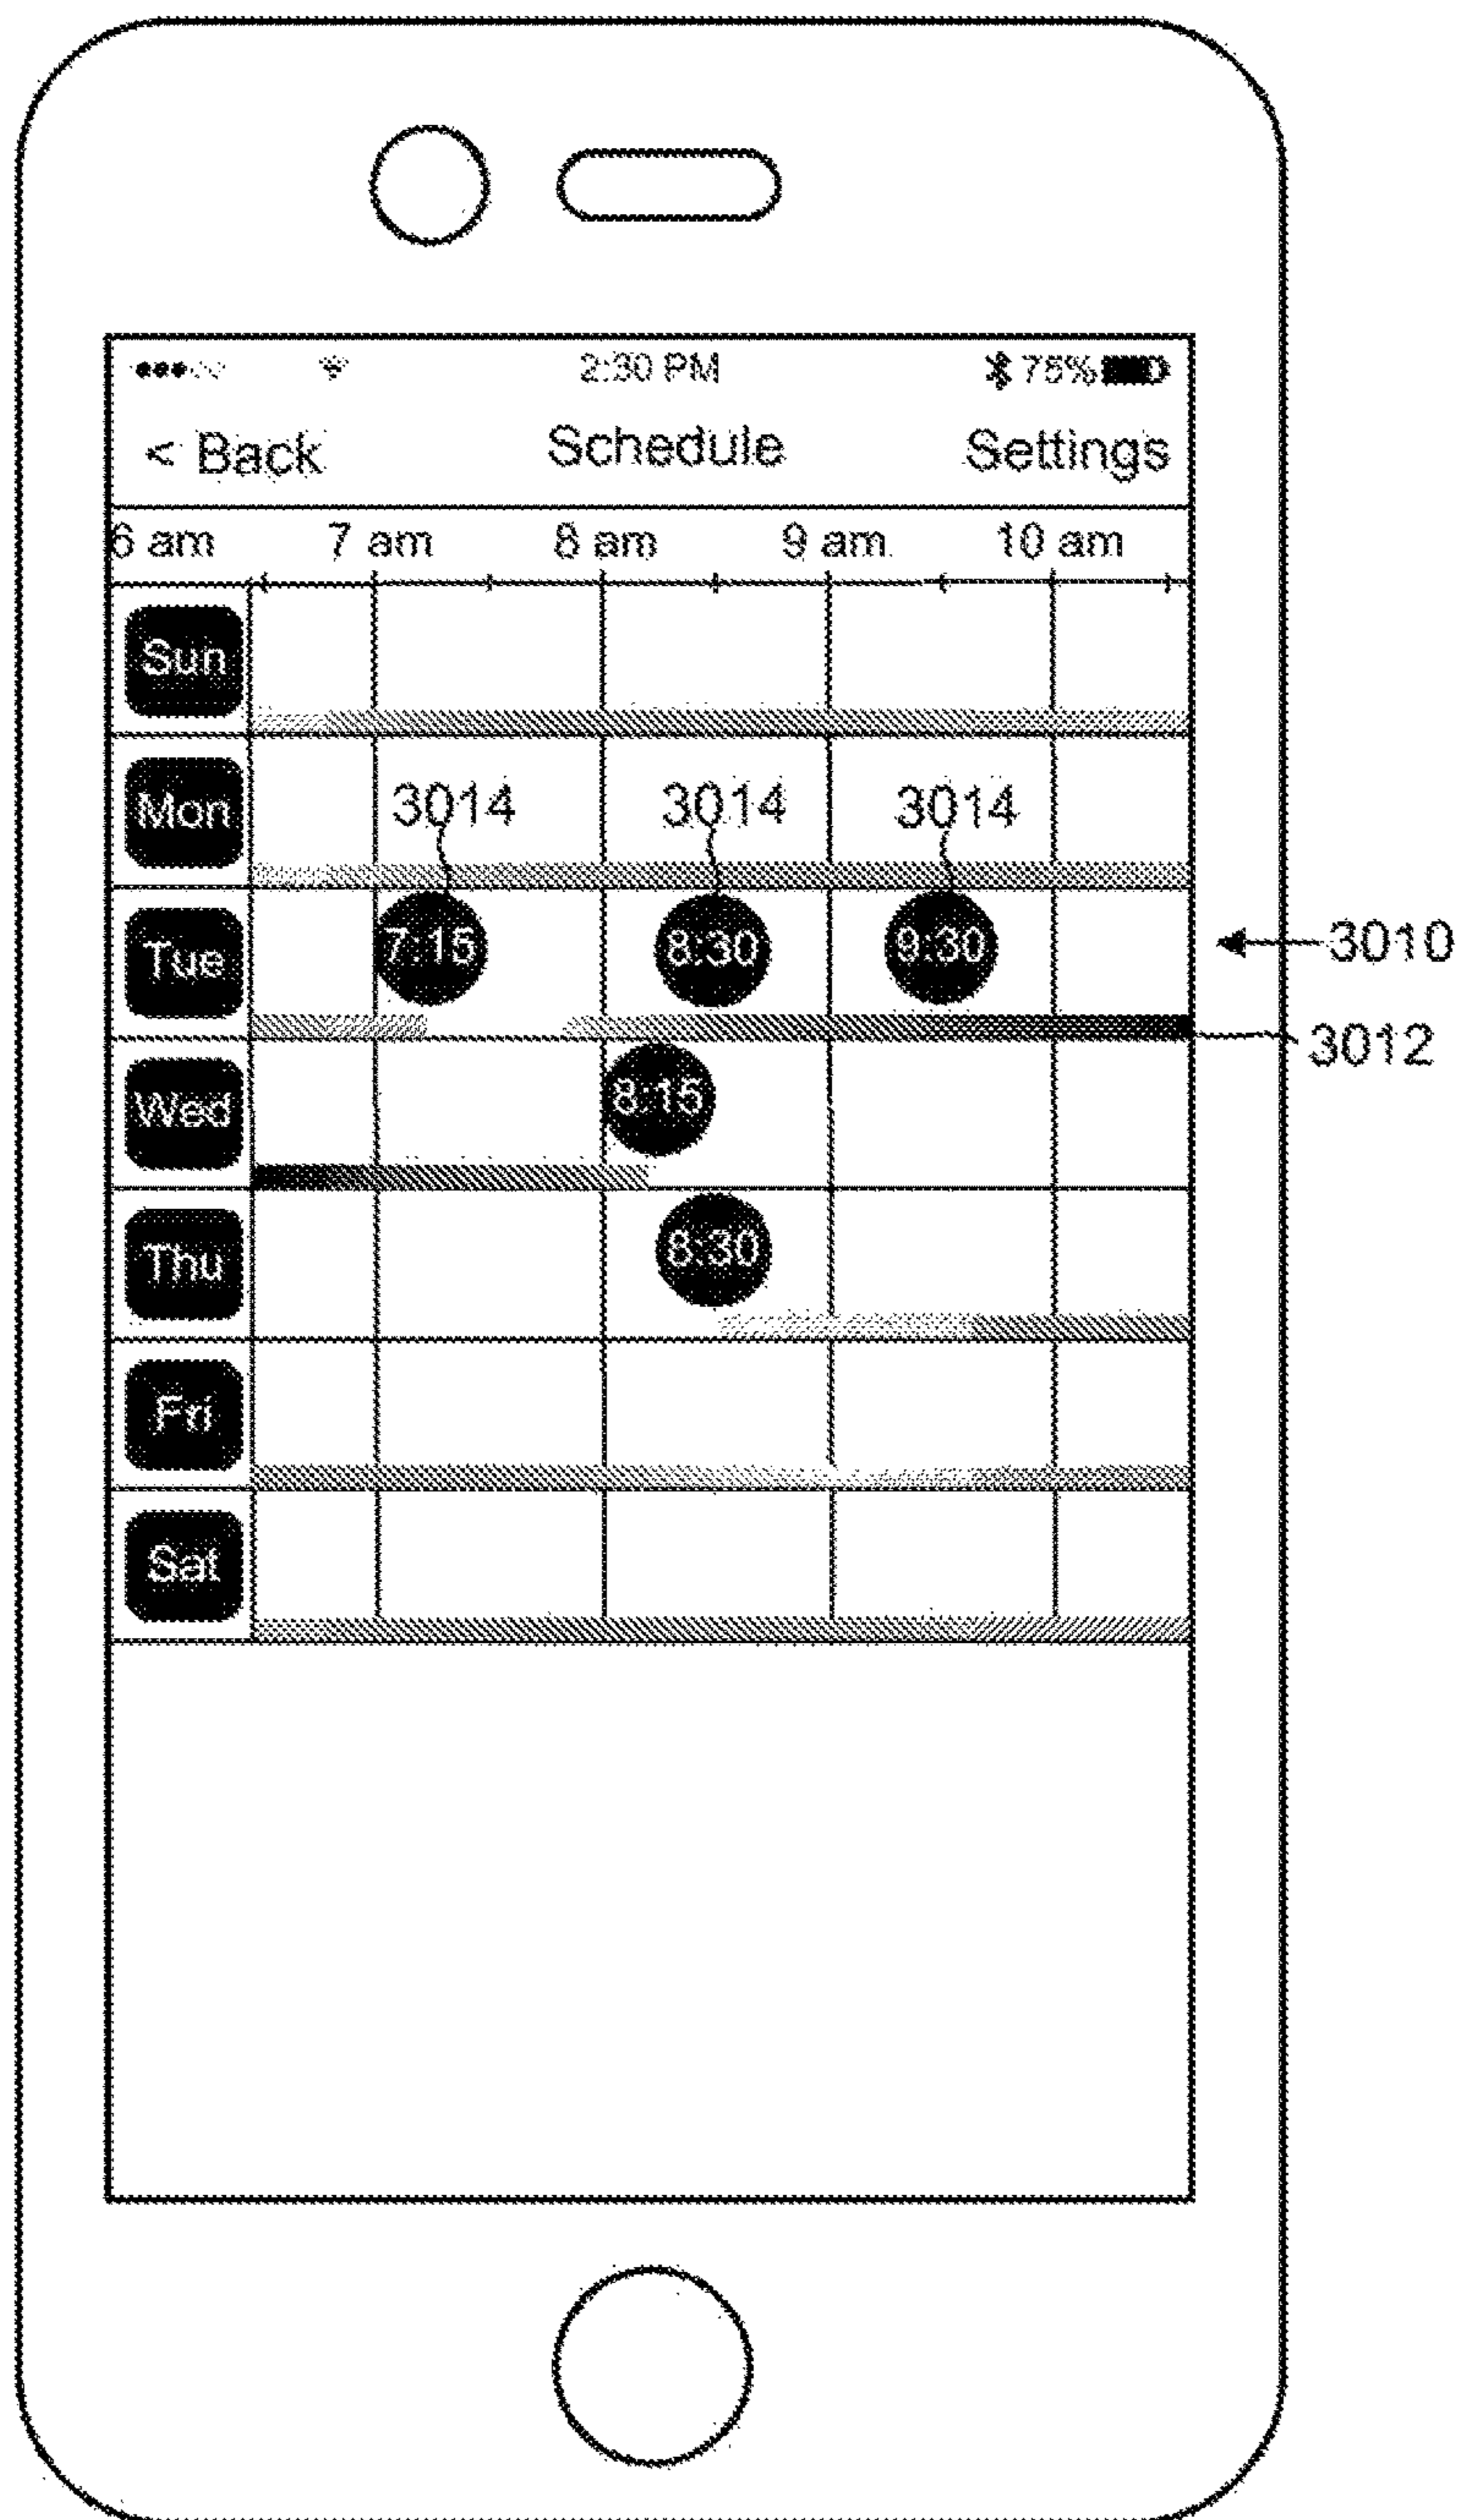 2:30 PM 75%
< Back Schedule Settings
6 am 7 am 8 am 9 am 10 am
Sun
Mon 3014 3014 3014
Tue 7:15 8:30 9:30 3010
3012
Wed 8:15
Thu 8:30
Fri
Sat